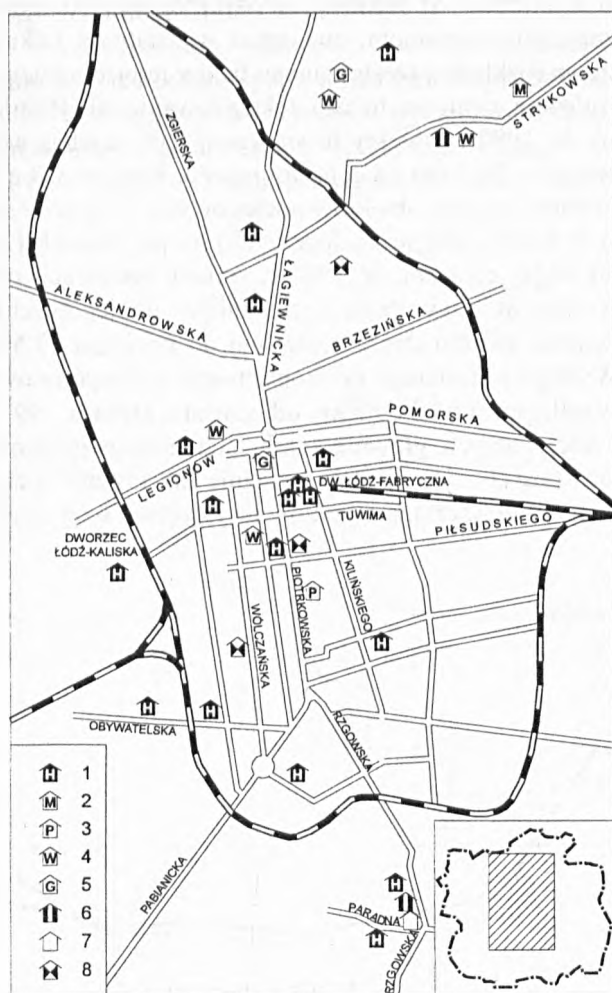 H
G
W
M
STRYKOWSKA
W
ZGIERSKA
H
H
ŁAGIEWNICKA
ALEKSANDROWSKA
BRZEZIŃSKA
POMORSKA
H
W
LEGIONÓW
G
H
H
DW. ŁÓDŹ-FABRYCZNA
H
H
H
TUWIMA
PIŁSUDSKIEGO
DWORZEC
ŁÓDŹ-KALISKA
H
W
H
PIOTRKOWSKA
KILIŃSKIEGO
P
WÓLCZAŃSKA
H
H
H
OBYWATELSKA
RZGOWSKA
H
PABIANICKA
H
PARADNA
H
RZGOWSKA
H 1
M 2
P 3
W 4
G 5
6
7
8